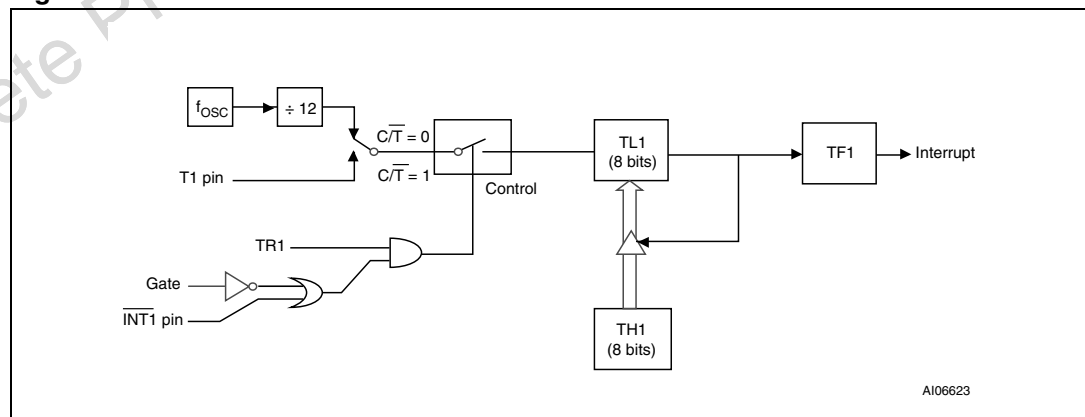 fOSC
÷ 12
C/T̅ = 0
T1 pin
C/T̅ = 1
Control
TL1
(8 bits)
TF1
Interrupt
TR1
Gate
I̅N̅T̅1̅ pin
TH1
(8 bits)
AI06623